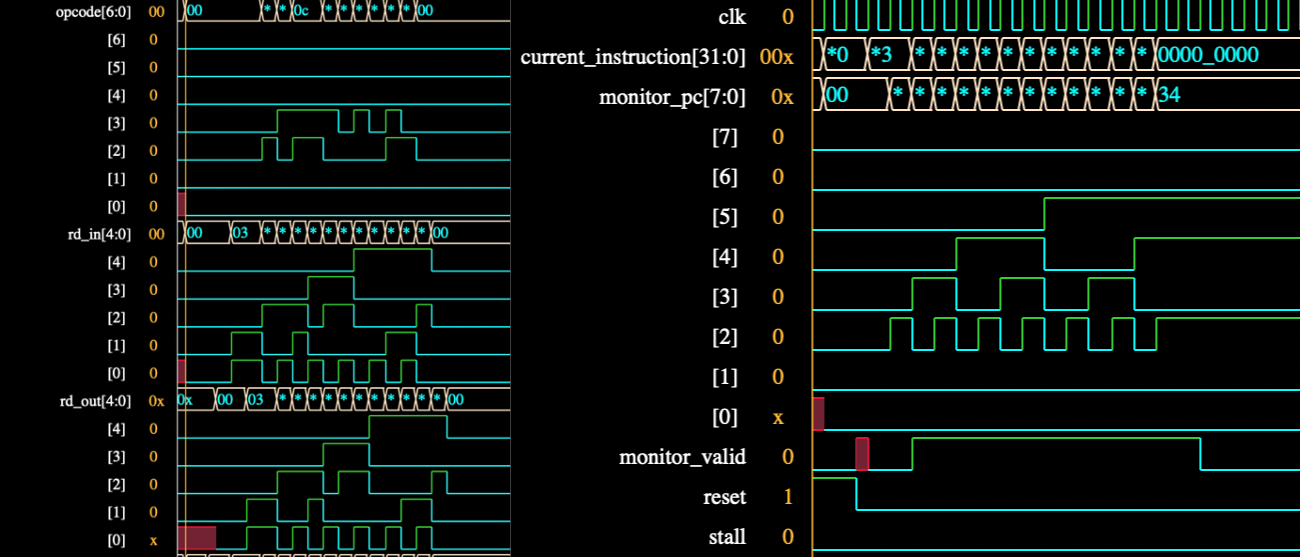 opcode[6:0] 00 00 * * 0c * * * * * * 00
[6] 0
[5] 0
[4] 0
[3] 0
[2] 0
[1] 0
[0] 0
rd_in[4:0] 00 00 03 * * * * * * * * * * * 00
[4] 0
[3] 0
[2] 0
[1] 0
[0] 0
rd_out[4:0] 0x 0x 00 03 * * * * * * * * * * * 00
[4] 0
[3] 0
[2] 0
[1] 0
[0] x
clk 0
current_instruction[31:0] 00x *0 *3 * * * * * * * * * * * 0000_0000
monitor_pc[7:0] 0x 00 * * * * * * * * * * * * 34
[7] 0
[6] 0
[5] 0
[4] 0
[3] 0
[2] 0
[1] 0
[0] x
monitor_valid 0
reset 1
stall 0